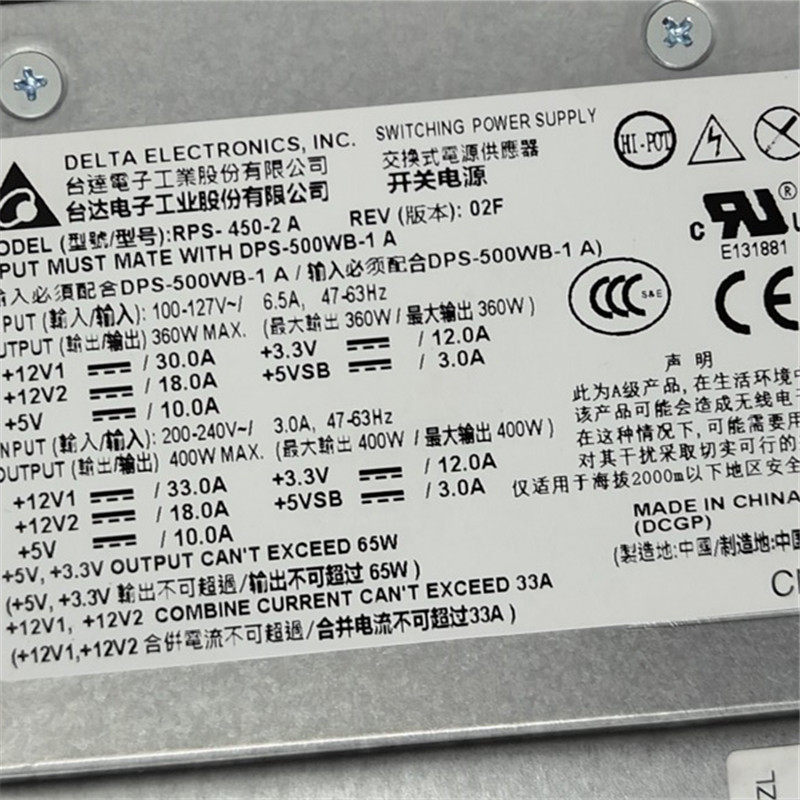 DELTA ELECTRONICS, INC.
SWITCHING POWER SUPPLY
台達電子工業股份有限公司
交換式電源供應器
台达电子工业股份有限公司
开关电源
HI-POT
ODEL (型號/型号):RPS- 450-2 A
REV (版本): 02F
PUT MUST MATE WITH DPS-500WB-1 A
输入必須配合DPS-500WB-1 A / 输入必须配合DPS-500WB-1 A)
PUT (輸入/输入): 100-127V~/ 6.5A, 47-63Hz
UTPUT (輸出/输出) 360W MAX. (最大輸出 360W / 最大输出 360W)
+12V1 / 30.0A +3.3V / 12.0A
+12V2 / 18.0A +5VSB / 3.0A
+5V / 10.0A
NPUT (輸入/输入): 200-240V~/ 3.0A, 47-63Hz
OUTPUT (輸出/输出) 400W MAX. (最大輸出 400W / 最大输出 400W)
+12V1 / 33.0A +3.3V / 12.0A
+12V2 / 18.0A +5VSB / 3.0A
+5V / 10.0A
+5V, +3.3V OUTPUT CAN'T EXCEED 65W
(+5V, +3.3V 輸出不可超過/输出不可超过 65W )
+12V1, +12V2 COMBINE CURRENT CAN'T EXCEED 33A
(+12V1,+12V2 合併電流不可超過/合并电流不可超过33A )
c RU
E131881
CCC S&E
CE
声 明
此为A级产品, 在生活环境中
该产品可能会造成无线电
在这种情况下, 可能需要用
对其干扰采取切实可行的
仅适用于海拔2000m以下地区安全
MADE IN CHINA
(DCGP)
(製造地:中國/制造地:中
ZL